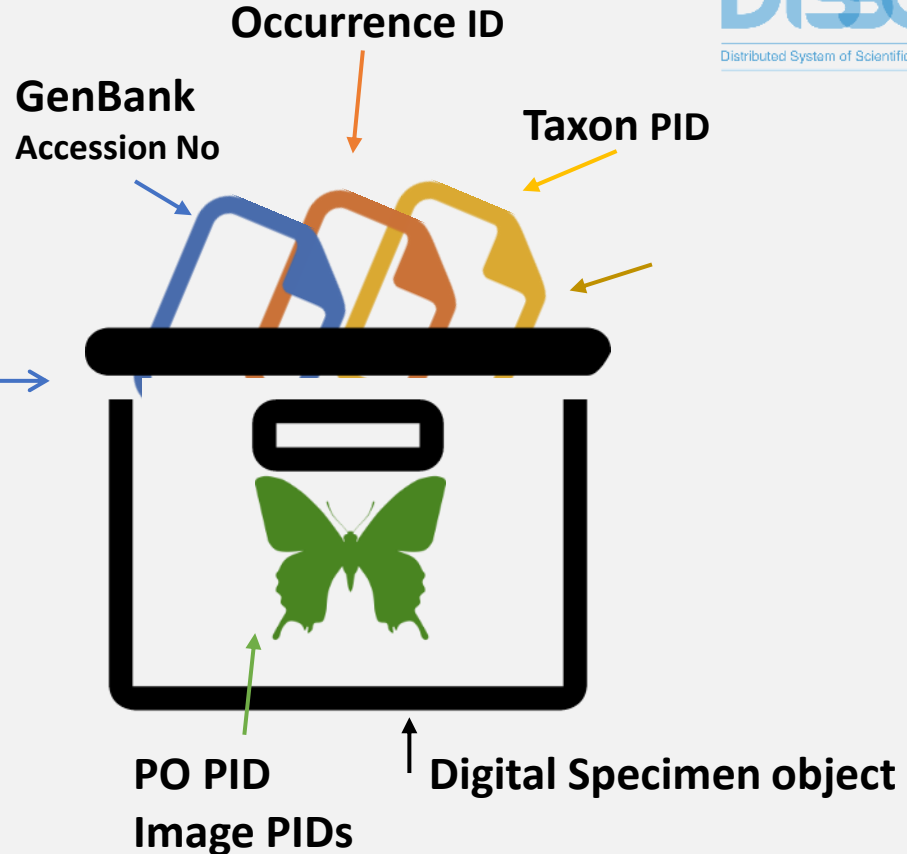 Occurrence ID
Distributed System of Scientific
GenBank
Accession No
Taxon PID
PO PID
Image PIDs
Digital Specimen object